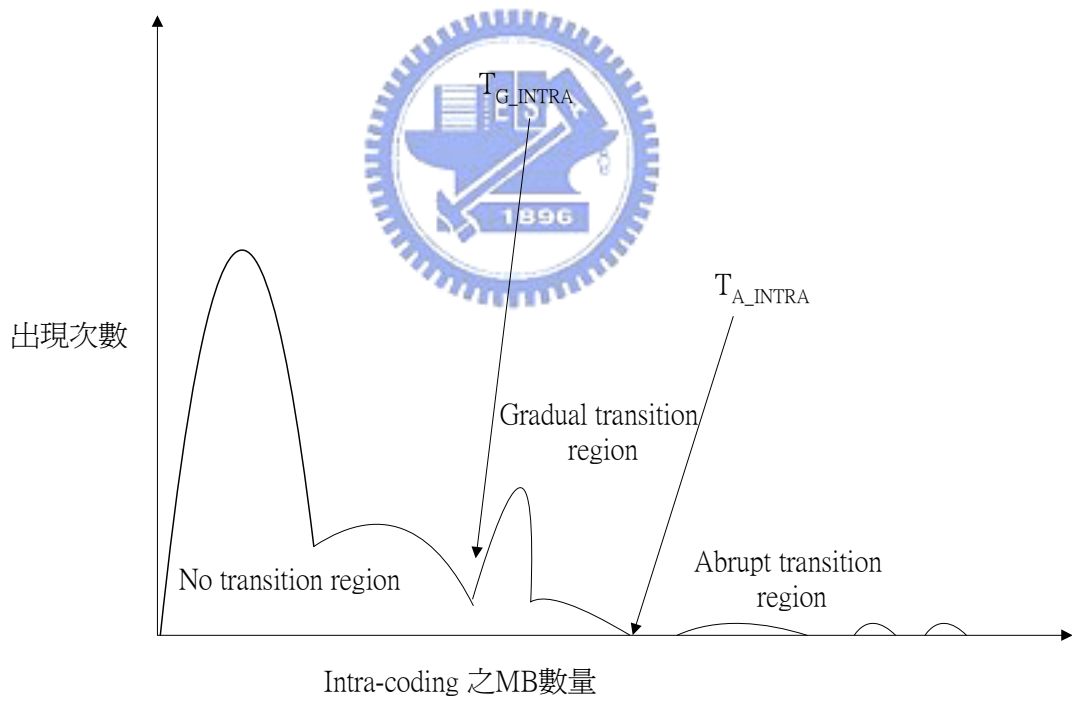 T_G_INTRA
1896
T_A_INTRA
出現次數
Gradual transition
region
No transition region
Abrupt transition
region
Intra-coding 之MB數量